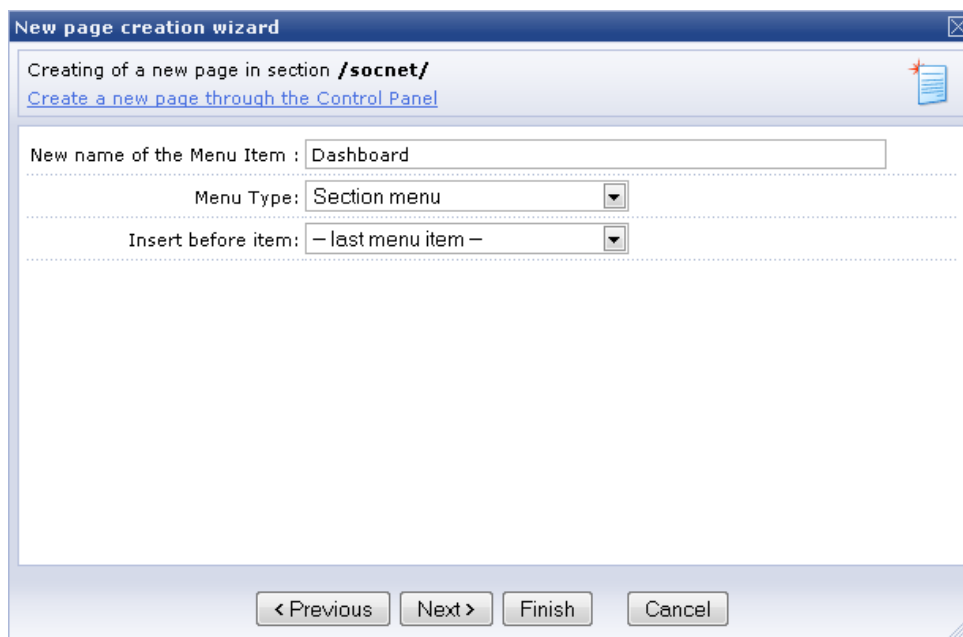 New page creation wizard
Creating of a new page in section /socnet/
Create a new page through the Control Panel
New name of the Menu Item : Dashboard
Menu Type: Section menu
Insert before item: – last menu item –
< Previous Next > Finish Cancel